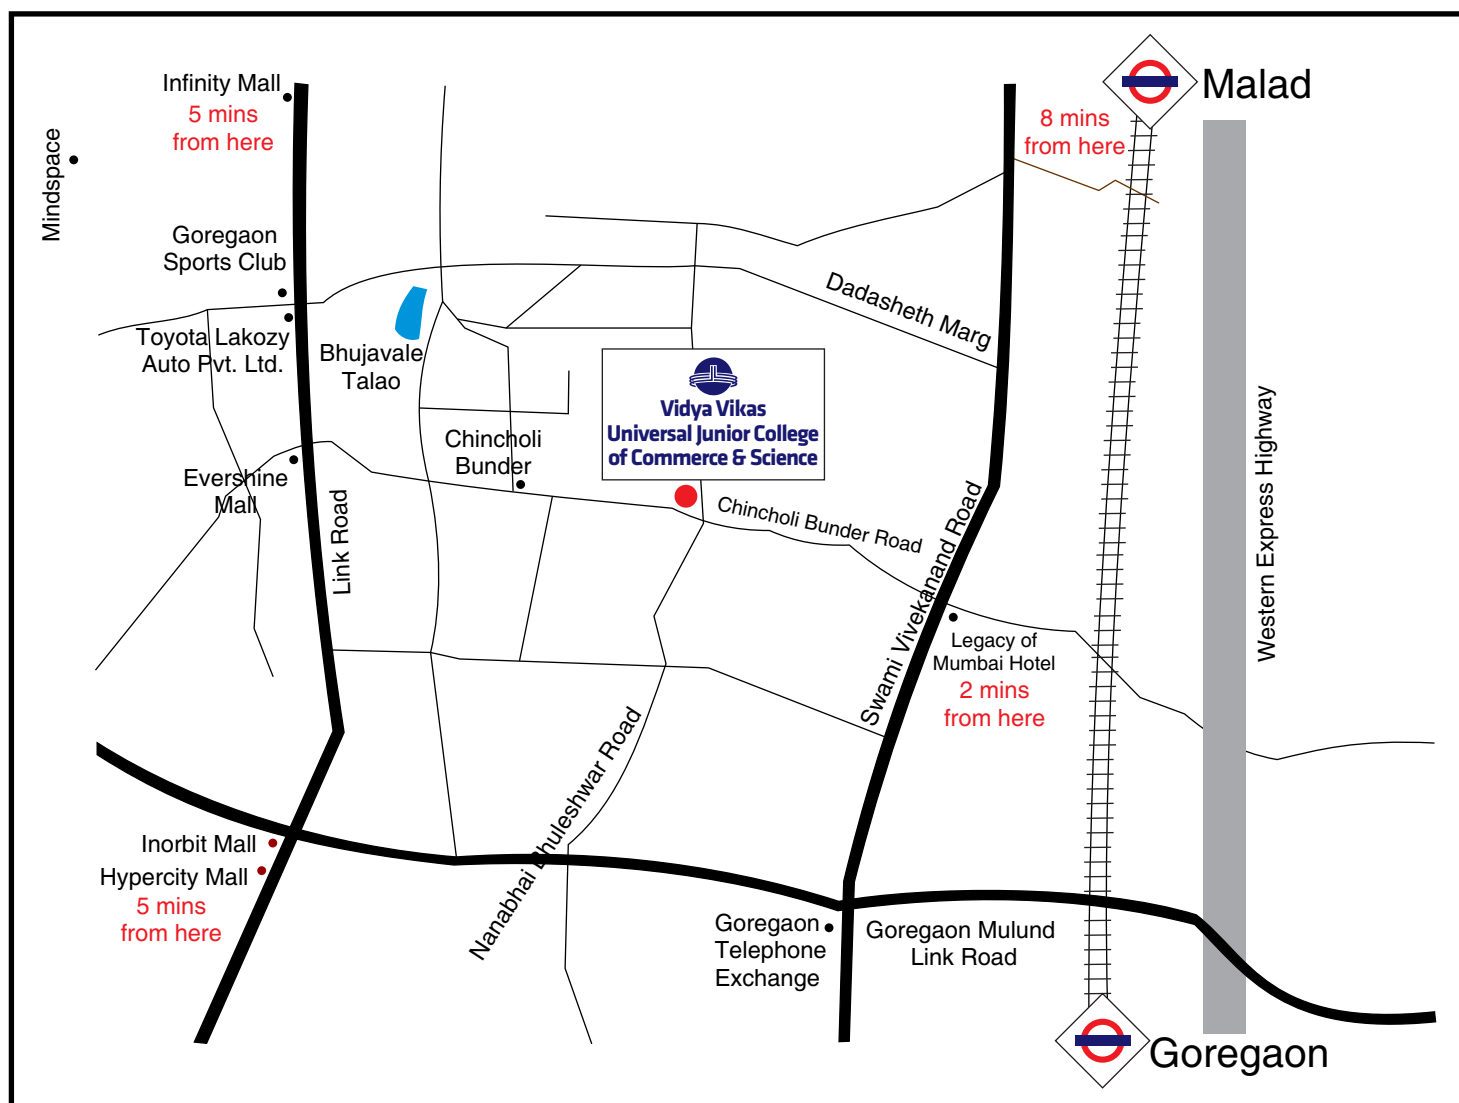 Infinity Mall
5 mins
from here
Mindspace
Goregaon
Sports Club
Toyota Lakozy
Auto Pvt. Ltd.
Bhujavale
Talao
Evershine
Mall
Link Road
Chincholi
Bunder
Vidya Vikas
Universal Junior College
of Commerce & Science
Chincholi Bunder Road
Dadasheth Marg
8 mins
from here
Malad
Swami Vivekanand Road
Western Express Highway
Legacy of
Mumbai Hotel
2 mins
from here
Nanabhai Bhuleshwar Road
Inorbit Mall
Hypercity Mall
5 mins
from here
Goregaon
Telephone
Exchange
Goregaon Mulund
Link Road
Goregaon